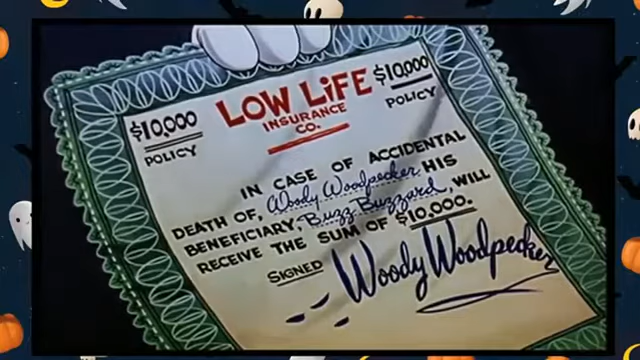 $10,000 POLICY
LOW LiFE
INSURANCE
CO.
$10,000 POLICY
IN CASE OF ACCIDENTAL
DEATH OF, Woody Woodpecker HIS
BENEFICIARY, Buzz Buzzard, WILL
RECEIVE THE SUM OF $10,000.
SIGNED Woody Woodpecker